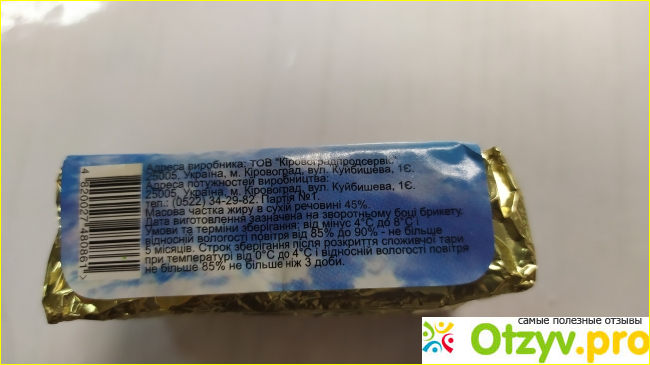 Адреса виробника: ТОВ "Кіровоградпродсервіс"
25005, Україна, м. Кіровоград, вул. Куйбишева, 1Є.
Адреса потужностей виробництва:
25005, Україна, м. Кіровоград, вул. Куйбишева, 1Є.
тел.: (0522) 34-29-82. Партія №1.
Масова частка жиру в сухій речовині 45%.
Дата виготовлення зазначена на зворотньому боці брикету.
Умови та терміни зберігання: від мінус 4°С до 8°С і
відносній вологості повітря від 85% до 90% - не більше
5 місяців. Строк зберігання після розкриття споживчої тари
при температурі від 0°С до 4°С і відносній вологості повітря
не більше 85% не більше ніж 3 доби.
самые полезные отзывы
Otzyv.pro